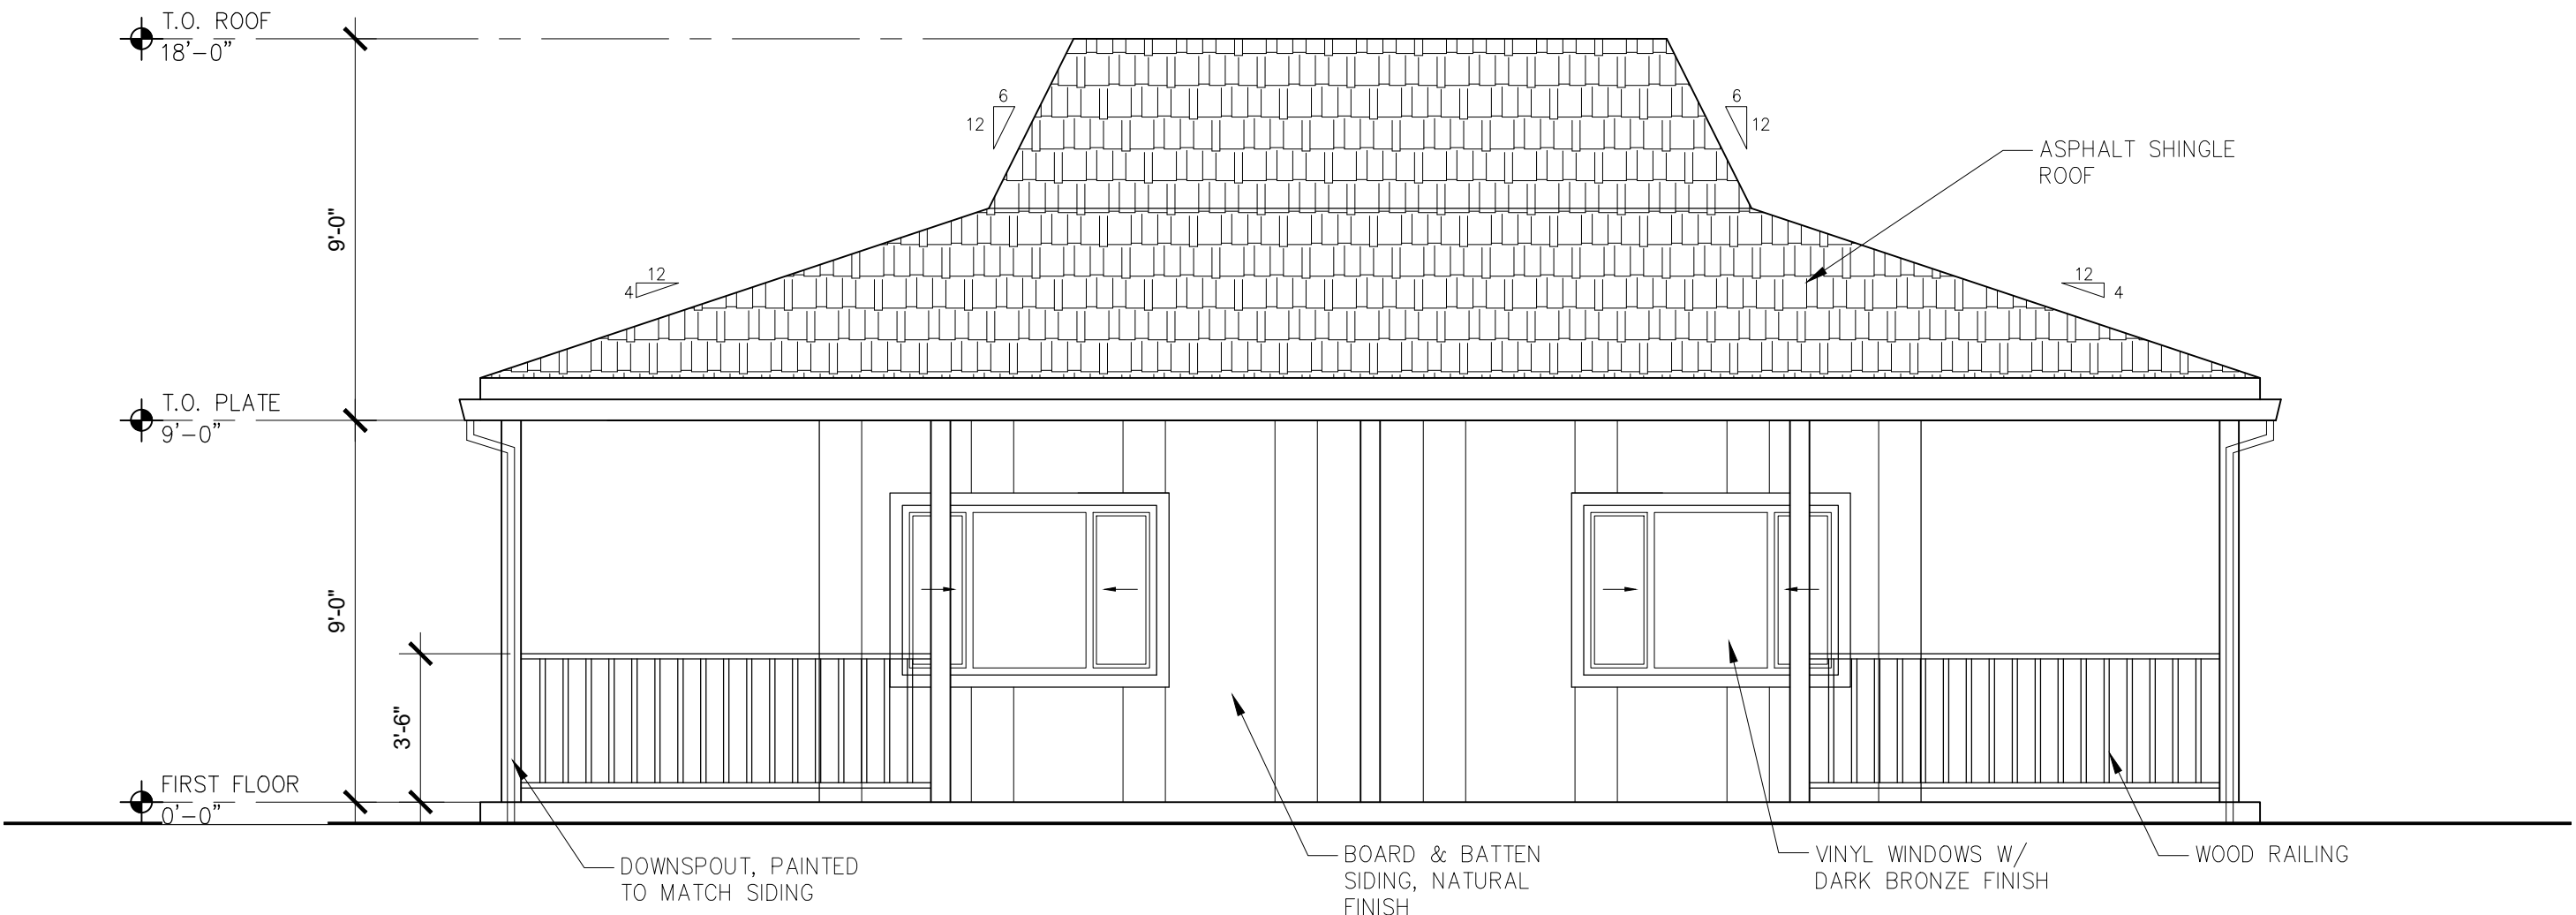 T.O. ROOF
18'-0"
6
12
6
12
ASPHALT SHINGLE
ROOF
9'-0"
12
4
12
4
T.O. PLATE
9'-0"
9'-0"
3'-6"
FIRST FLOOR
0'-0"
DOWNSPOUT, PAINTED
TO MATCH SIDING
BOARD & BATTEN
SIDING, NATURAL
FINISH
VINYL WINDOWS W/
DARK BRONZE FINISH
WOOD RAILING